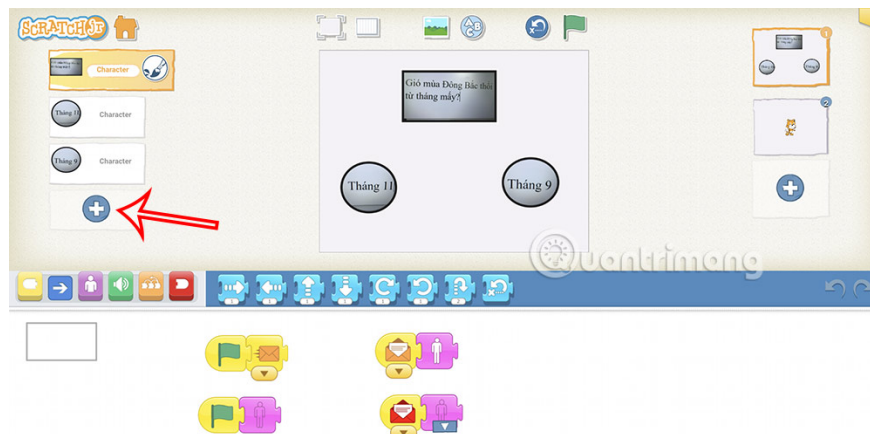 SCRATCHJR
Character
Tháng 11
Character
Tháng 9
Character
Gió mùa Đông Bắc thổi
từ tháng mấy?
Tháng 11
Tháng 9
1
2
Quantrimang